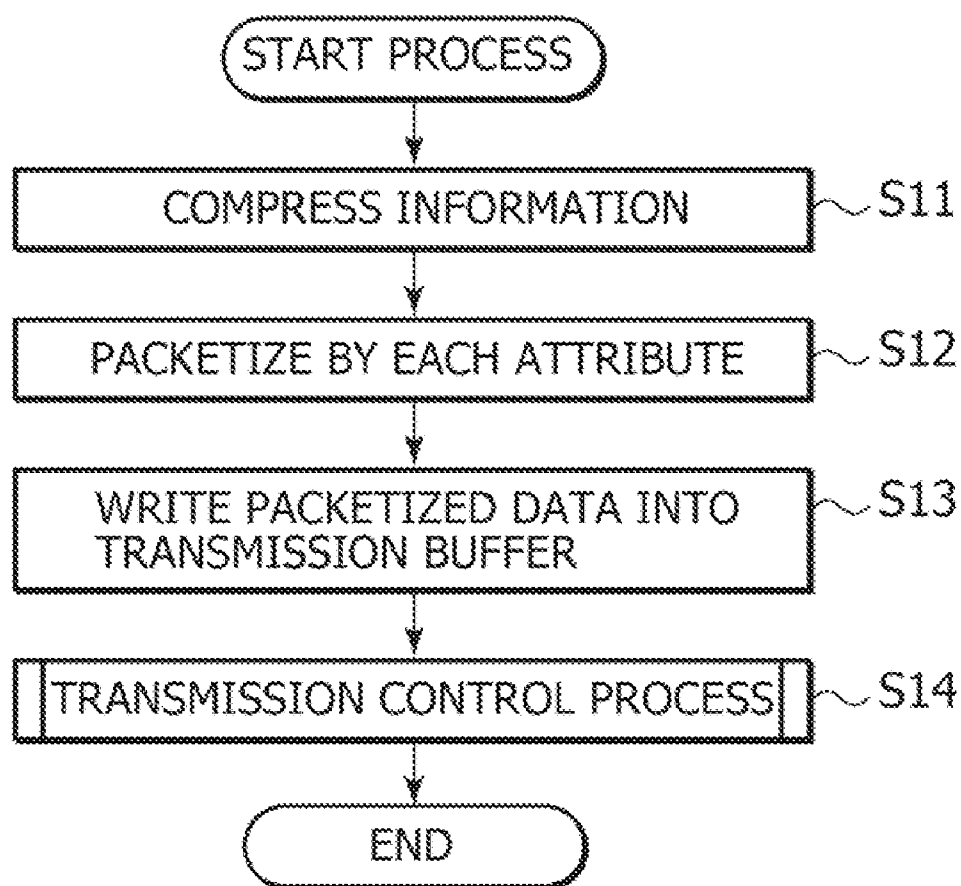 START PROCESS
COMPRESS INFORMATION
S11
PACKETIZE BY EACH ATTRIBUTE
S12
WRITE PACKETIZED DATA INTO
TRANSMISSION BUFFER
S13
TRANSMISSION CONTROL PROCESS
S14
END